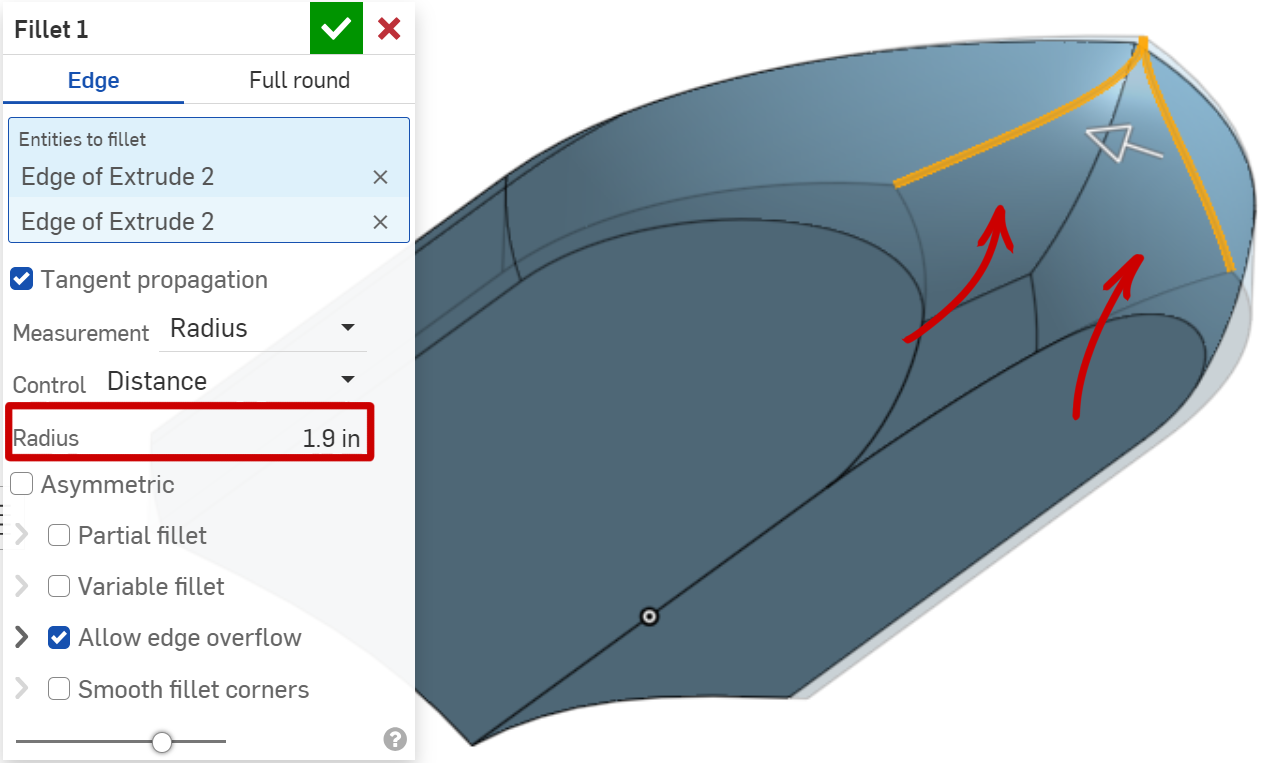 Fillet 1
Edge Full round
Entities to fillet
Edge of Extrude 2
Edge of Extrude 2
Tangent propagation
Measurement Radius
Control Distance
Radius 1.9 in
Asymmetric
Partial fillet
Variable fillet
Allow edge overflow
Smooth fillet corners
?